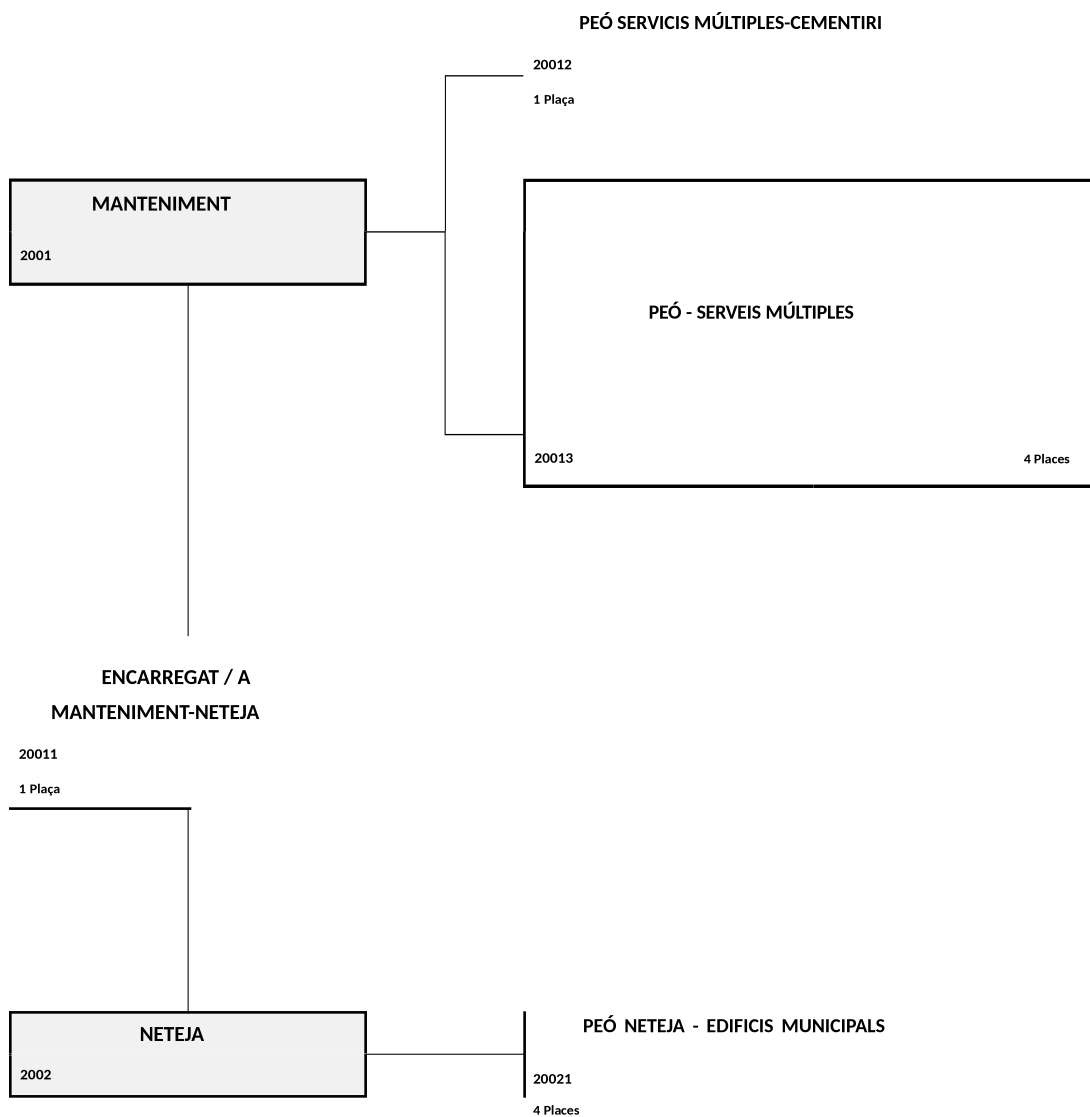 PEÓ SERVICIS MÚLTIPLES-CEMENTIRI
20012
1 Plaça
MANTENIMENT
2001
PEÓ - SERVEIS MÚLTIPLES
20013
4 Places
ENCARREGAT / A
MANTENIMENT-NETEJA
20011
1 Plaça
NETEJA
2002
PEÓ NETEJA - EDIFICIS MUNICIPALS
20021
4 Places